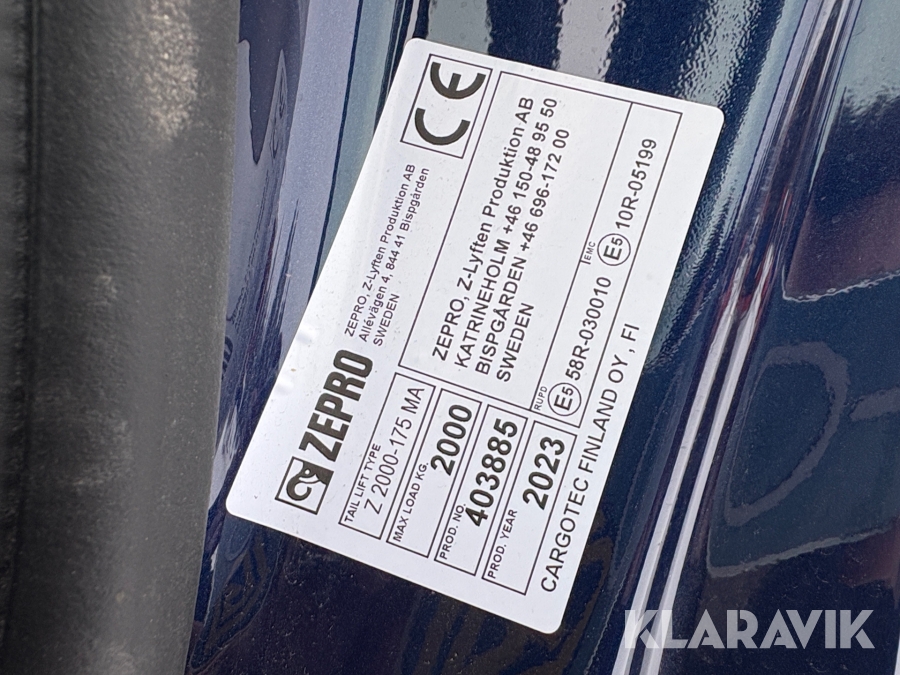 ZEPRO
ZEPRO, Z-Lyften Produktion AB
Allévägen 4, 844 41 Bispgården
SWEDEN
CE
TAIL LIFT TYPE
Z 2000-175 MA
MAX LOAD KG.
2000
PROD. NO.
403885
PROD. YEAR
2023
ZEPRO, Z-Lyften Produktion AB
KATRINEHOLM +46 150-48 95 50
BISPGÅRDEN +46 696-172 00
SWEDEN
RUPD
E5 58R-030010
EMC
E5 10R-05199
CARGOTEC FINLAND OY , FI
KLARAVIK